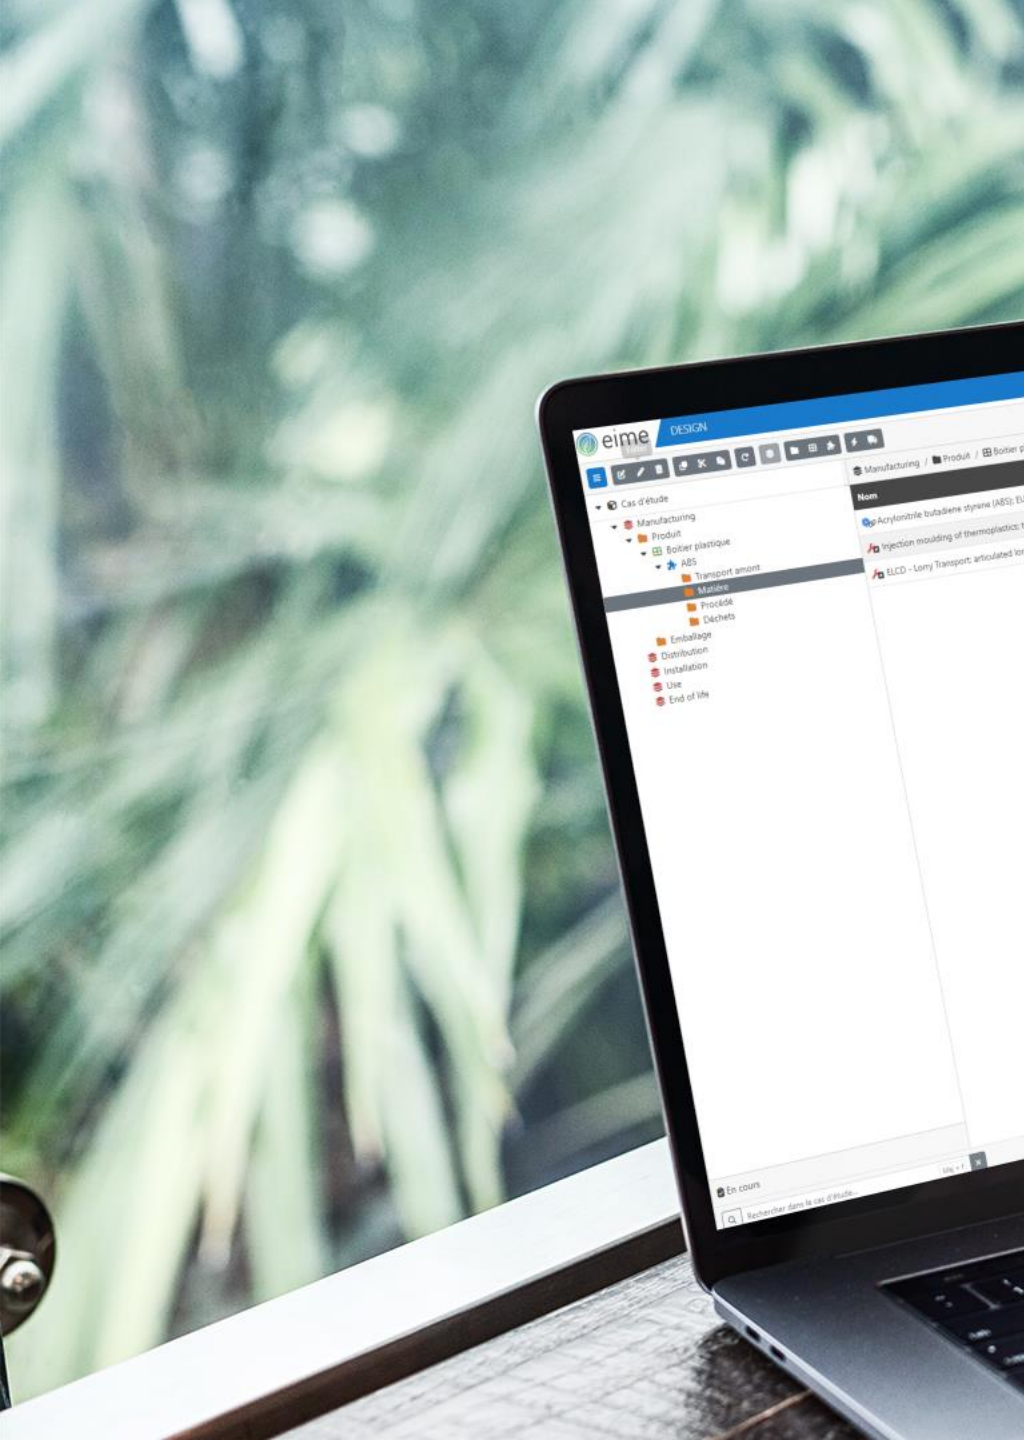 eime
DESIGN
Cas d'étude
Manufacturing
Produit
Boitier plastique
ABS
Transport amont
Matière
Procédé
Déchets
Emballage
Distribution
Installation
Use
End of life
Manufacturing / Produit / Boitier p
Nom
Acrylonitrile butadiene styrene (ABS); EL
Injection moulding of thermoplastics;
ELCD - Lorry Transport; articulated lor
En cours
Rechercher dans le cas d'étude...